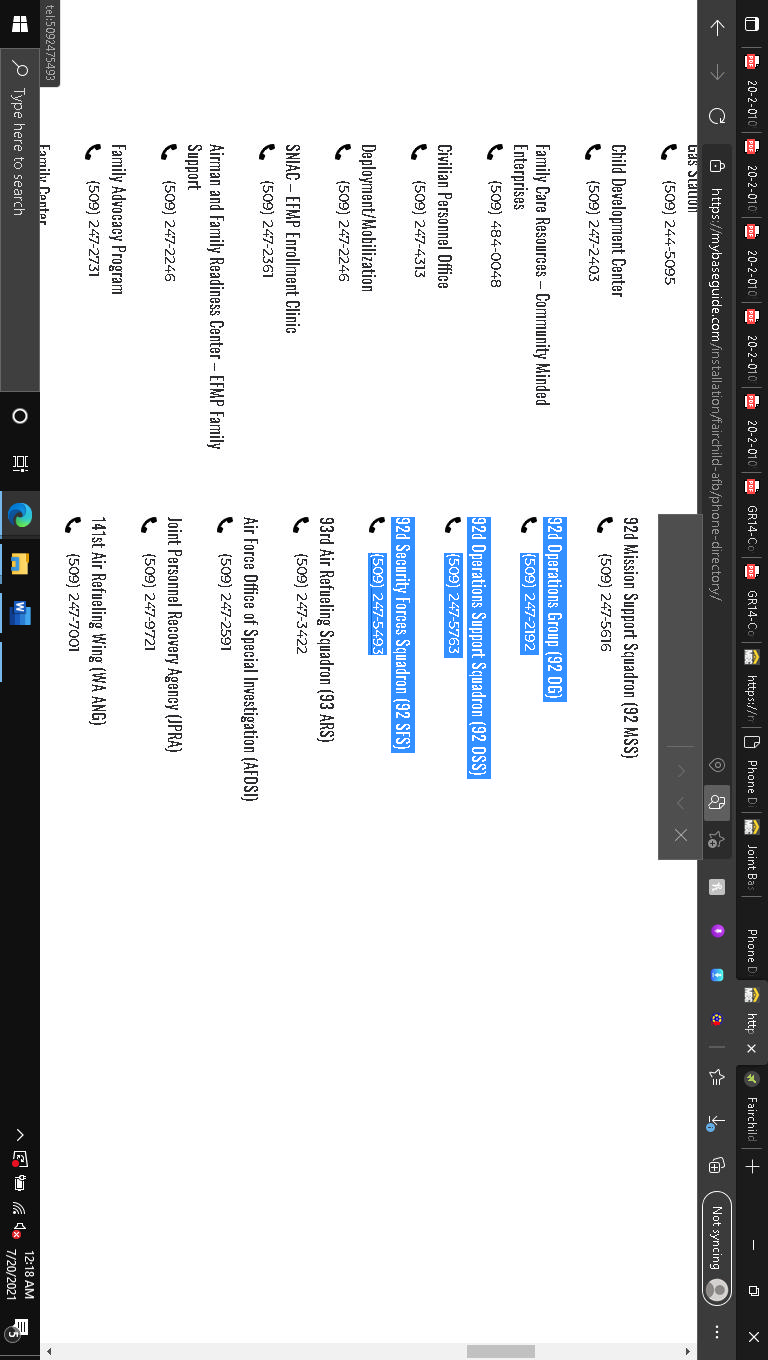 20-2-010
20-2-010
20-2-010
20-2-010
20-2-010
GR14-Co
GR14-Co
https://m
Phone D
Joint Bas
Phone D
http
Fairchild
https://mybaseguide.com/installation/fairchild-afb/phone-directory/
Not syncing
Gas Station
(509) 244-5095
Child Development Center
(509) 247-2403
Family Care Resources – Community Minded
Enterprises
(509) 484-0048
Civilian Personnel Office
(509) 247-4313
Deployment/Mobilization
(509) 247-2246
SNIAC – EFMP Enrollment Clinic
(509) 247-2361
Airman and Family Readiness Center – EFMP Family
Support
(509) 247-2246
Family Advocacy Program
(509) 247-2731
Family Center
92d Mission Support Squadron (92 MSS)
(509) 247-5616
92d Operations Group (92 OG)
(509) 247-2192
92d Operations Support Squadron (92 OSS)
(509) 247-5763
92d Security Forces Squadron (92 SFS)
(509) 247-5493
93rd Air Refueling Squadron (93 ARS)
(509) 247-3422
Air Force Office of Special Investigation (AFOSI)
(509) 247-2591
Joint Personnel Recovery Agency (JPRA)
(509) 247-9721
141st Air Refueling Wing (WA ANG)
(509) 247-7001
tel:5092475493
Type here to search
12:18 AM
7/20/2021
5